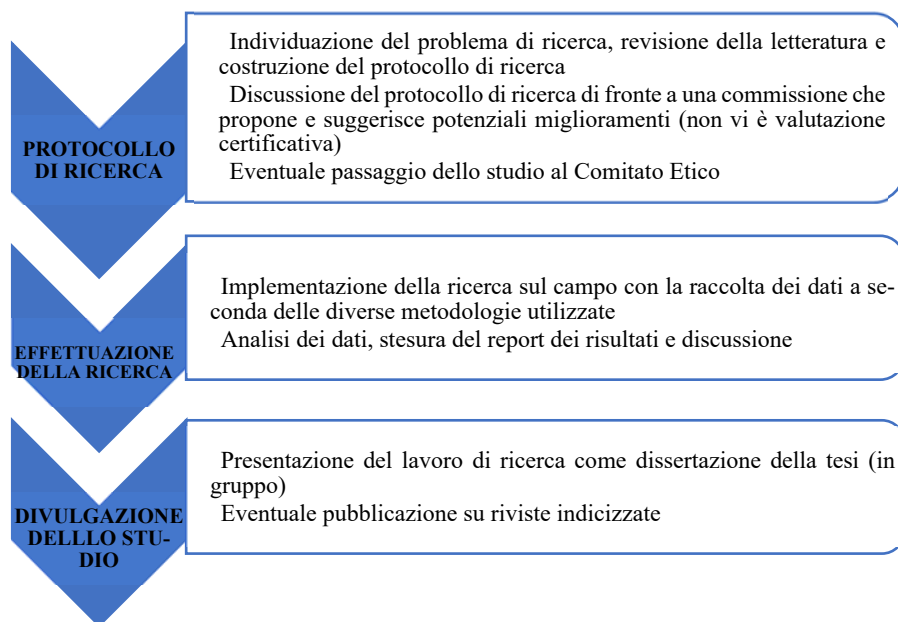 PROTOCOLLO
DI RICERCA
Individuazione del problema di ricerca, revisione della letteratura e
costruzione del protocollo di ricerca
Discussione del protocollo di ricerca di fronte a una commissione che
propone e suggerisce potenziali miglioramenti (non vi è valutazione
certificativa)
Eventuale passaggio dello studio al Comitato Etico
EFFETTUAZIONE
DELLA RICERCA
Implementazione della ricerca sul campo con la raccolta dei dati a se-
conda delle diverse metodologie utilizzate
Analisi dei dati, stesura del report dei risultati e discussione
DIVULGAZIONE
DELLLO STU-
DIO
Presentazione del lavoro di ricerca come dissertazione della tesi (in
gruppo)
Eventuale pubblicazione su riviste indicizzate